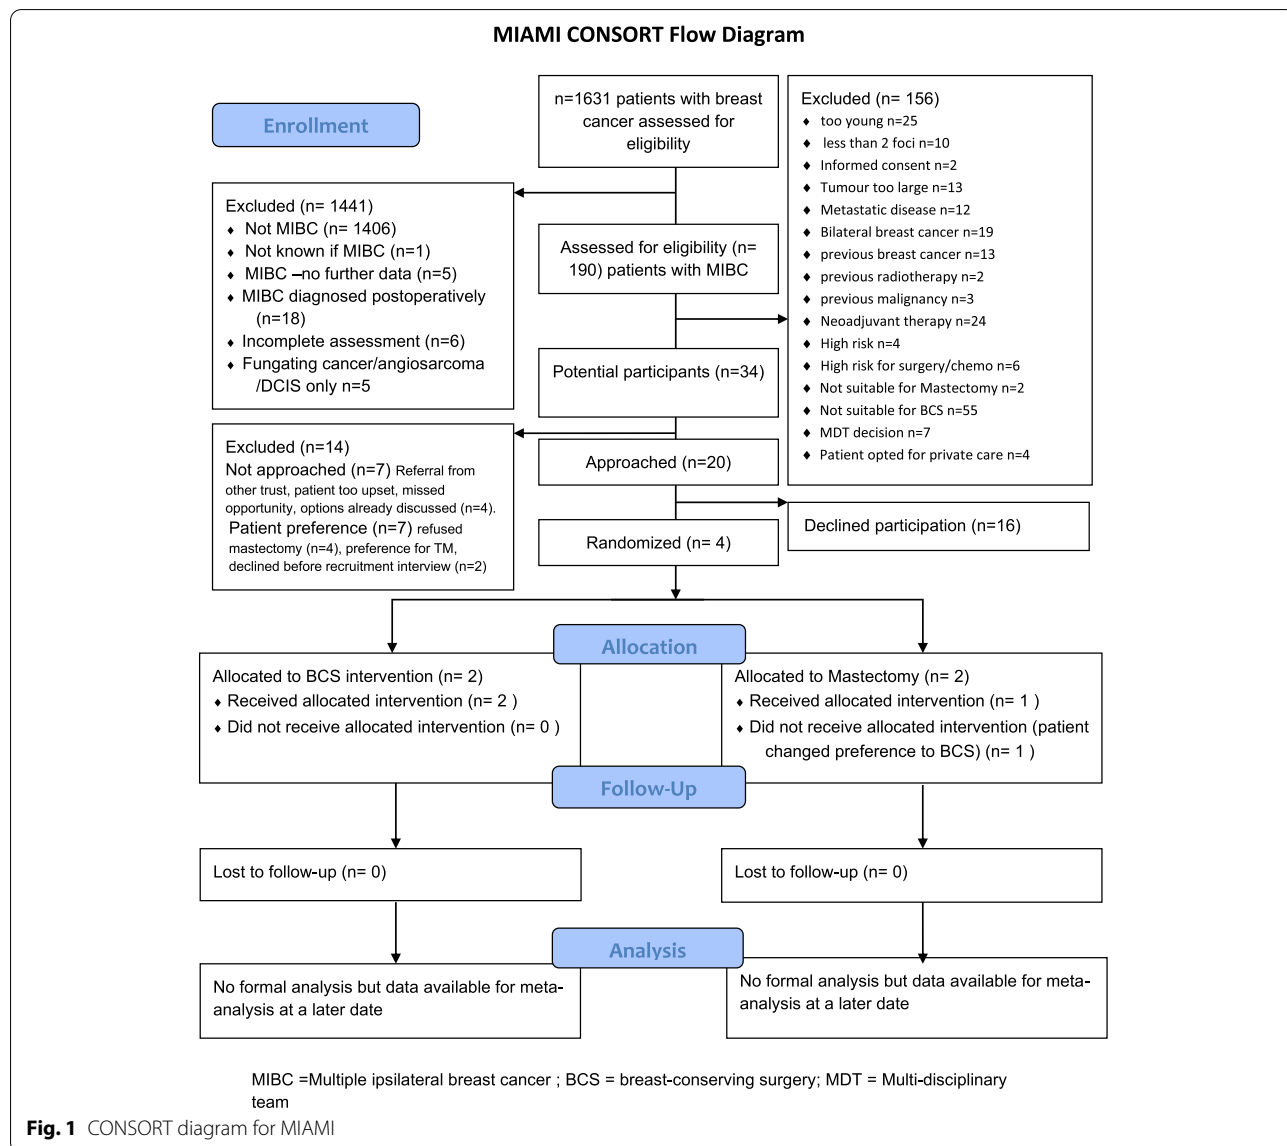 MIAMI CONSORT Flow Diagram
Enrollment
n=1631 patients with breast
cancer assessed for
eligibility
Excluded (n= 156)
♦ too young n=25
♦ less than 2 foci n=10
♦ Informed consent n=2
♦ Tumour too large n=13
♦ Metastatic disease n=12
♦ Bilateral breast cancer n=19
♦ previous breast cancer n=13
♦ previous radiotherapy n=2
♦ previous malignancy n=3
♦ Neoadjuvant therapy n=24
♦ High risk n=4
♦ High risk for surgery/chemo n=6
♦ Not suitable for Mastectomy n=2
♦ Not suitable for BCS n=55
♦ MDT decision n=7
♦ Patient opted for private care n=4
Excluded (n= 1441)
♦ Not MIBC (n= 1406)
♦ Not known if MIBC (n=1)
♦ MIBC –no further data (n=5)
♦ MIBC diagnosed postoperatively
(n=18)
♦ Incomplete assessment (n=6)
♦ Fungating cancer/angiosarcoma
/DCIS only n=5
Assessed for eligibility (n=
190) patients with MIBC
Potential participants (n=34)
Excluded (n=14)
Not approached (n=7) Referral from
other trust, patient too upset, missed
opportunity, options already discussed (n=4).
Patient preference (n=7) refused
mastectomy (n=4), preference for TM,
declined before recruitment interview (n=2)
Approached (n=20)
Declined participation (n=16)
Randomized (n= 4)
Allocation
Allocated to BCS intervention (n= 2)
♦ Received allocated intervention (n= 2 )
♦ Did not receive allocated intervention (n= 0 )
Allocated to Mastectomy (n= 2)
♦ Received allocated intervention (n= 1 )
♦ Did not receive allocated intervention (patient
changed preference to BCS) (n= 1 )
Follow-Up
Lost to follow-up (n= 0)
Lost to follow-up (n= 0)
Analysis
No formal analysis but data available for meta-
analysis at a later date
No formal analysis but data available for meta-
analysis at a later date
MIBC =Multiple ipsilateral breast cancer ; BCS = breast-conserving surgery; MDT = Multi-disciplinary
team
Fig. 1 CONSORT diagram for MIAMI